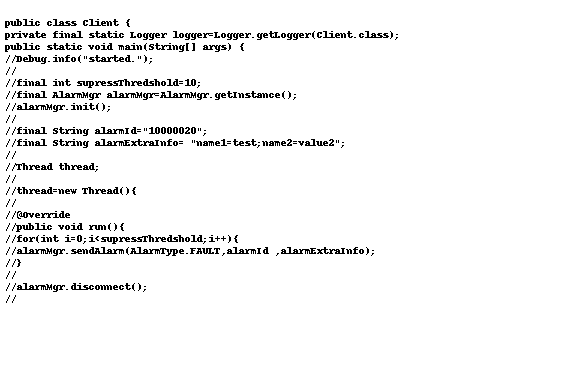 public class Client {
private final static Logger logger=Logger.getLogger(Client.class);
public static void main(String[] args) {
//Debug.info("started.");
//
//final int supressThredshold=10;
//final AlarmMgr alarmMgr=AlarmMgr.getInstance();
//alarmMgr.init();
//
//final String alarmId="10000020";
//final String alarmExtraInfo= "name1=test;name2=value2";
//
//Thread thread;
//
//thread=new Thread(){
//
//@Override
//public void run(){
//for(int i=0;i<supressThredshold;i++){
//alarmMgr.sendAlarm(AlarmType.FAULT,alarmId ,alarmExtraInfo);
//}
//
//alarmMgr.disconnect();
//